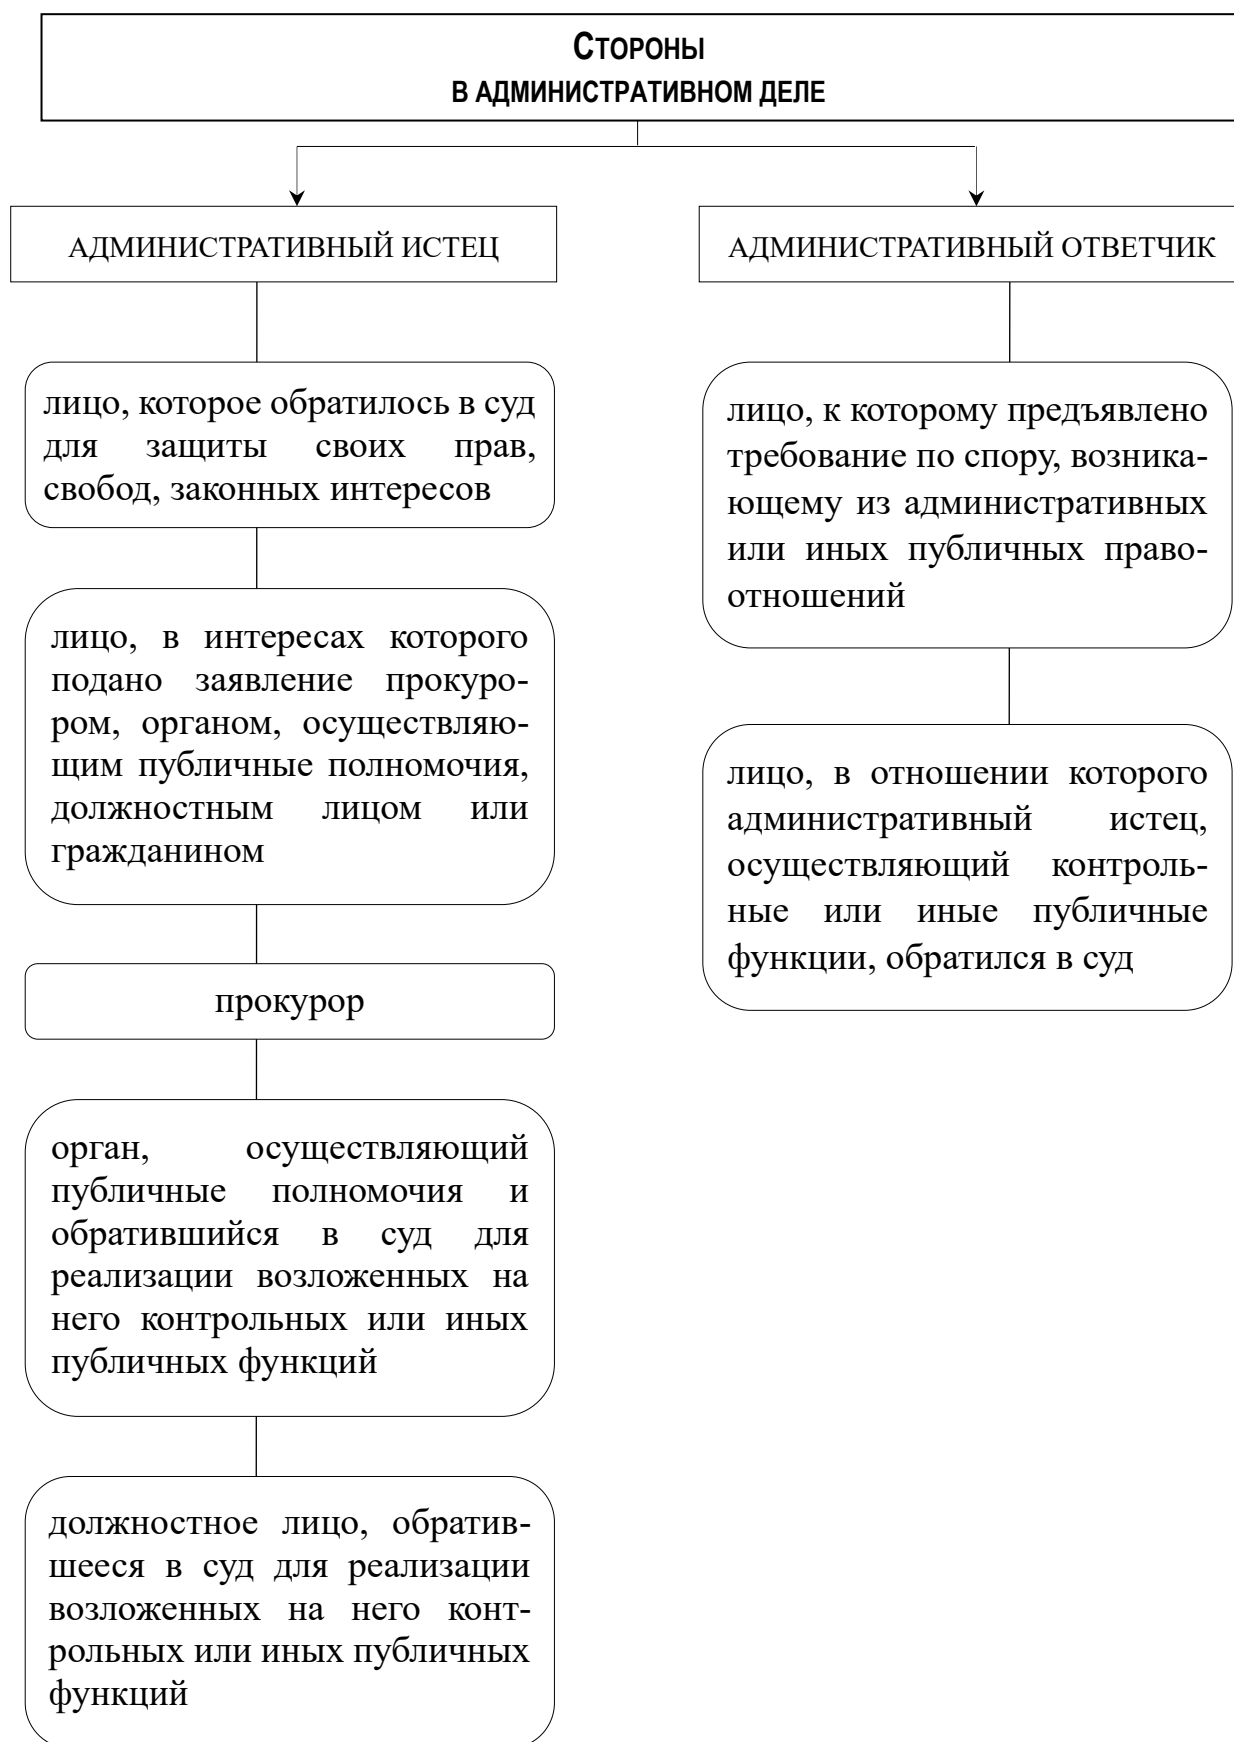 Стороны
в административном деле
АДМИНИСТРАТИВНЫЙ ИСТЕЦ
лицо, которое обратилось в суд
для защиты своих прав,
свобод, законных интересов
лицо, в интересах которого
подано заявление прокуро-
ром, органом, осуществляю-
щим публичные полномочия,
должностным лицом или
гражданином
прокурор
орган, осуществляющий
публичные полномочия и
обратившийся в суд для
реализации возложенных на
него контрольных или иных
публичных функций
должностное лицо, обратив-
шееся в суд для реализации
возложенных на него конт-
рольных или иных публичных
функций
АДМИНИСТРАТИВНЫЙ ОТВЕТЧИК
лицо, к которому предъявлено
требование по спору, возника-
ющему из административных
или иных публичных право-
отношений
лицо, в отношении которого
административный истец,
осуществляющий контроль-
ные или иные публичные
функции, обратился в суд